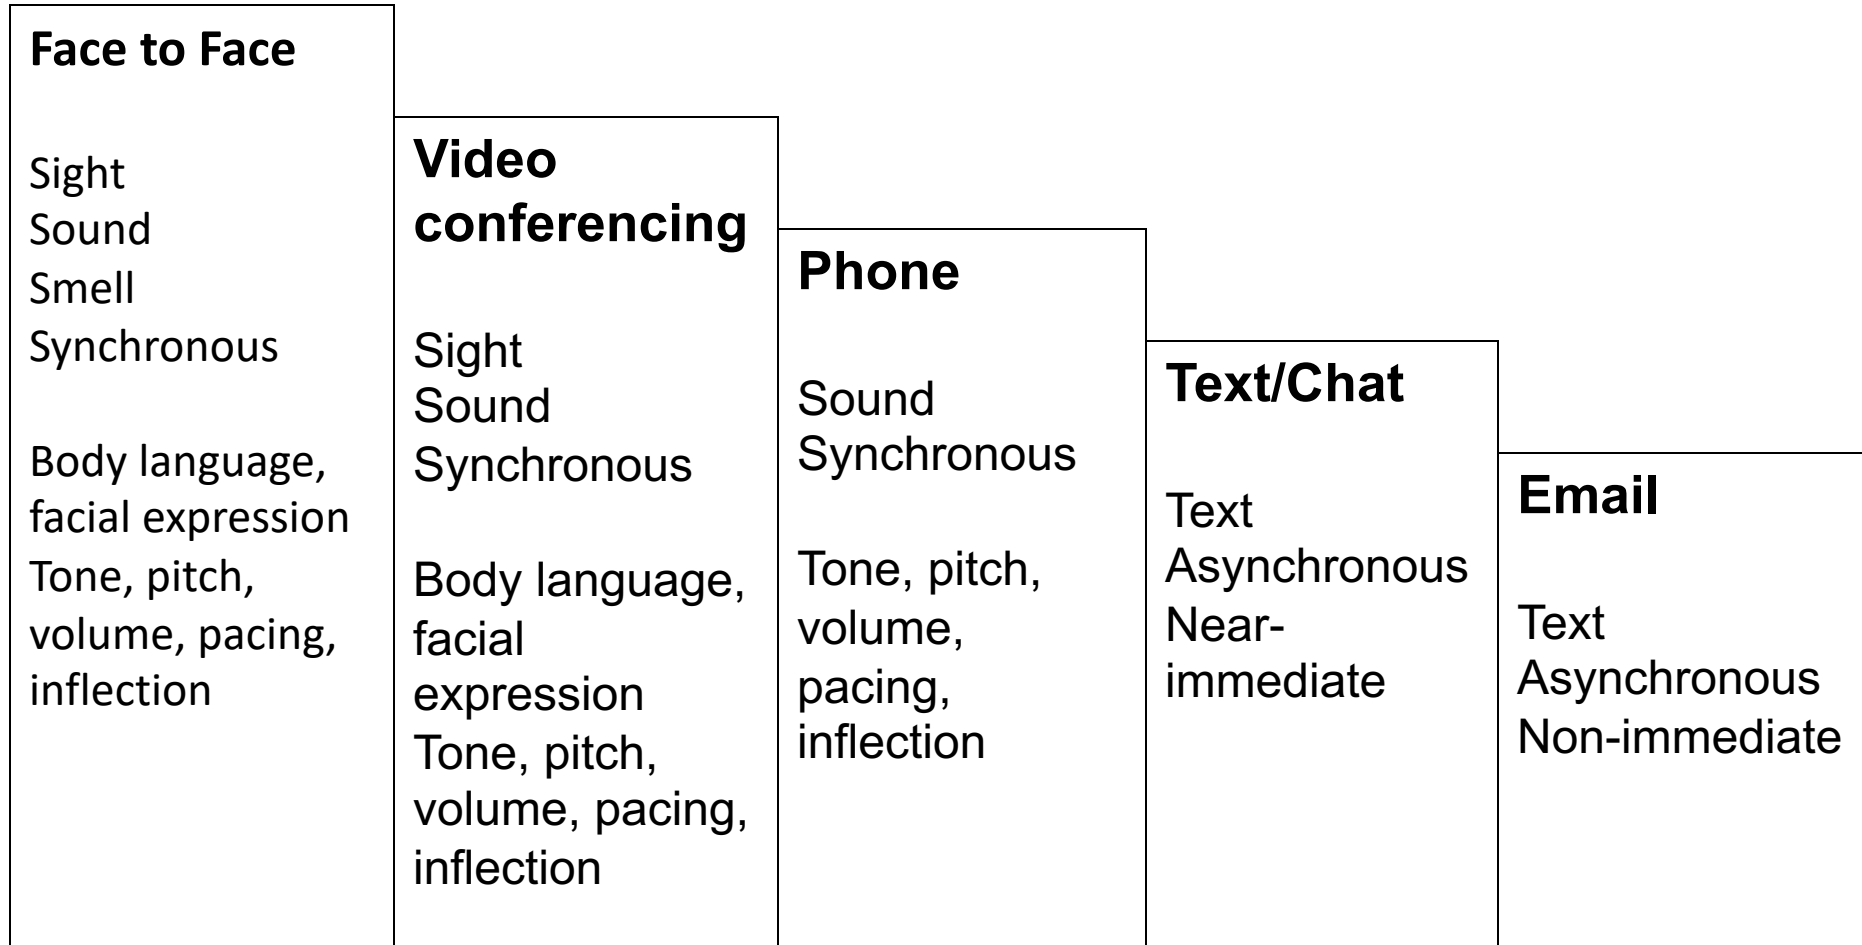 Face to Face
Sight
Sound
Smell
Synchronous
Body language,
facial expression
Tone, pitch,
volume, pacing,
inflection
Video
conferencing
Sight
Sound
Synchronous
Body language,
facial
expression
Tone, pitch,
volume, pacing,
inflection
Phone
Sound
Synchronous
Tone, pitch,
volume,
pacing,
inflection
Text/Chat
Text
Asynchronous
Near-
immediate
Email
Text
Asynchronous
Non-immediate